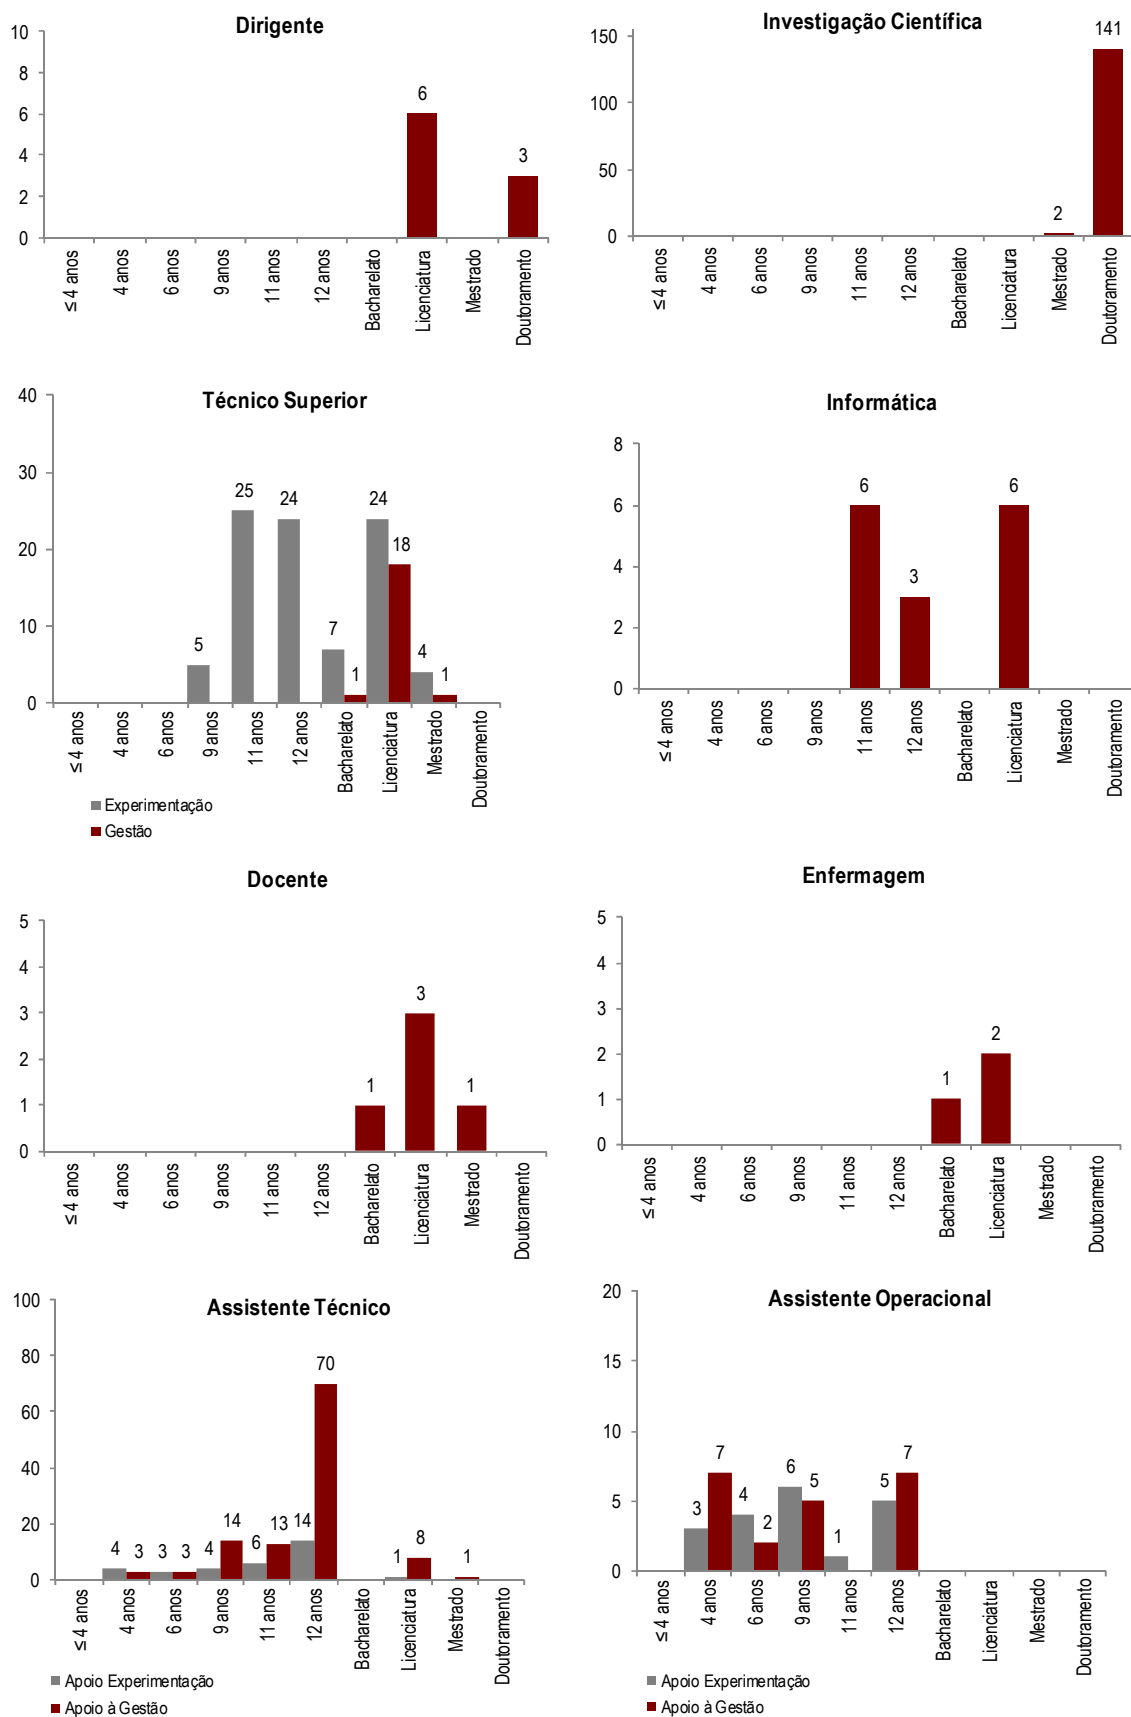 Dirigente
10
8
6
4
2
0
6
3
≤ 4 anos
4 anos
6 anos
9 anos
11 anos
12 anos
Bacharelato
Licenciatura
Mestrado
Doutoramento
Investigação Científica
150
100
50
0
2
141
≤ 4 anos
4 anos
6 anos
9 anos
11 anos
12 anos
Bacharelato
Licenciatura
Mestrado
Doutoramento
Técnico Superior
40
30
20
10
0
5
25
24
7
1
24
18
4
1
≤ 4 anos
4 anos
6 anos
9 anos
11 anos
12 anos
Bacharelato
Licenciatura
Mestrado
Doutoramento
Experimentação
Gestão
Informática
8
6
4
2
0
6
3
6
≤ 4 anos
4 anos
6 anos
9 anos
11 anos
12 anos
Bacharelato
Licenciatura
Mestrado
Doutoramento
Docente
5
4
3
2
1
0
1
3
1
≤ 4 anos
4 anos
6 anos
9 anos
11 anos
12 anos
Bacharelato
Licenciatura
Mestrado
Doutoramento
Enfermagem
5
4
3
2
1
0
1
2
≤ 4 anos
4 anos
6 anos
9 anos
11 anos
12 anos
Bacharelato
Licenciatura
Mestrado
Doutoramento
Assistente Técnico
100
80
60
40
20
0
4
3
3
3
4
14
6
13
14
70
1
8
1
≤ 4 anos
4 anos
6 anos
9 anos
11 anos
12 anos
Bacharelato
Licenciatura
Mestrado
Doutoramento
Apoio Experimentação
Apoio à Gestão
Assistente Operacional
20
15
10
5
0
3
7
4
2
6
5
1
5
7
≤ 4 anos
4 anos
6 anos
9 anos
11 anos
12 anos
Bacharelato
Licenciatura
Mestrado
Doutoramento
Apoio Experimentação
Apoio à Gestão